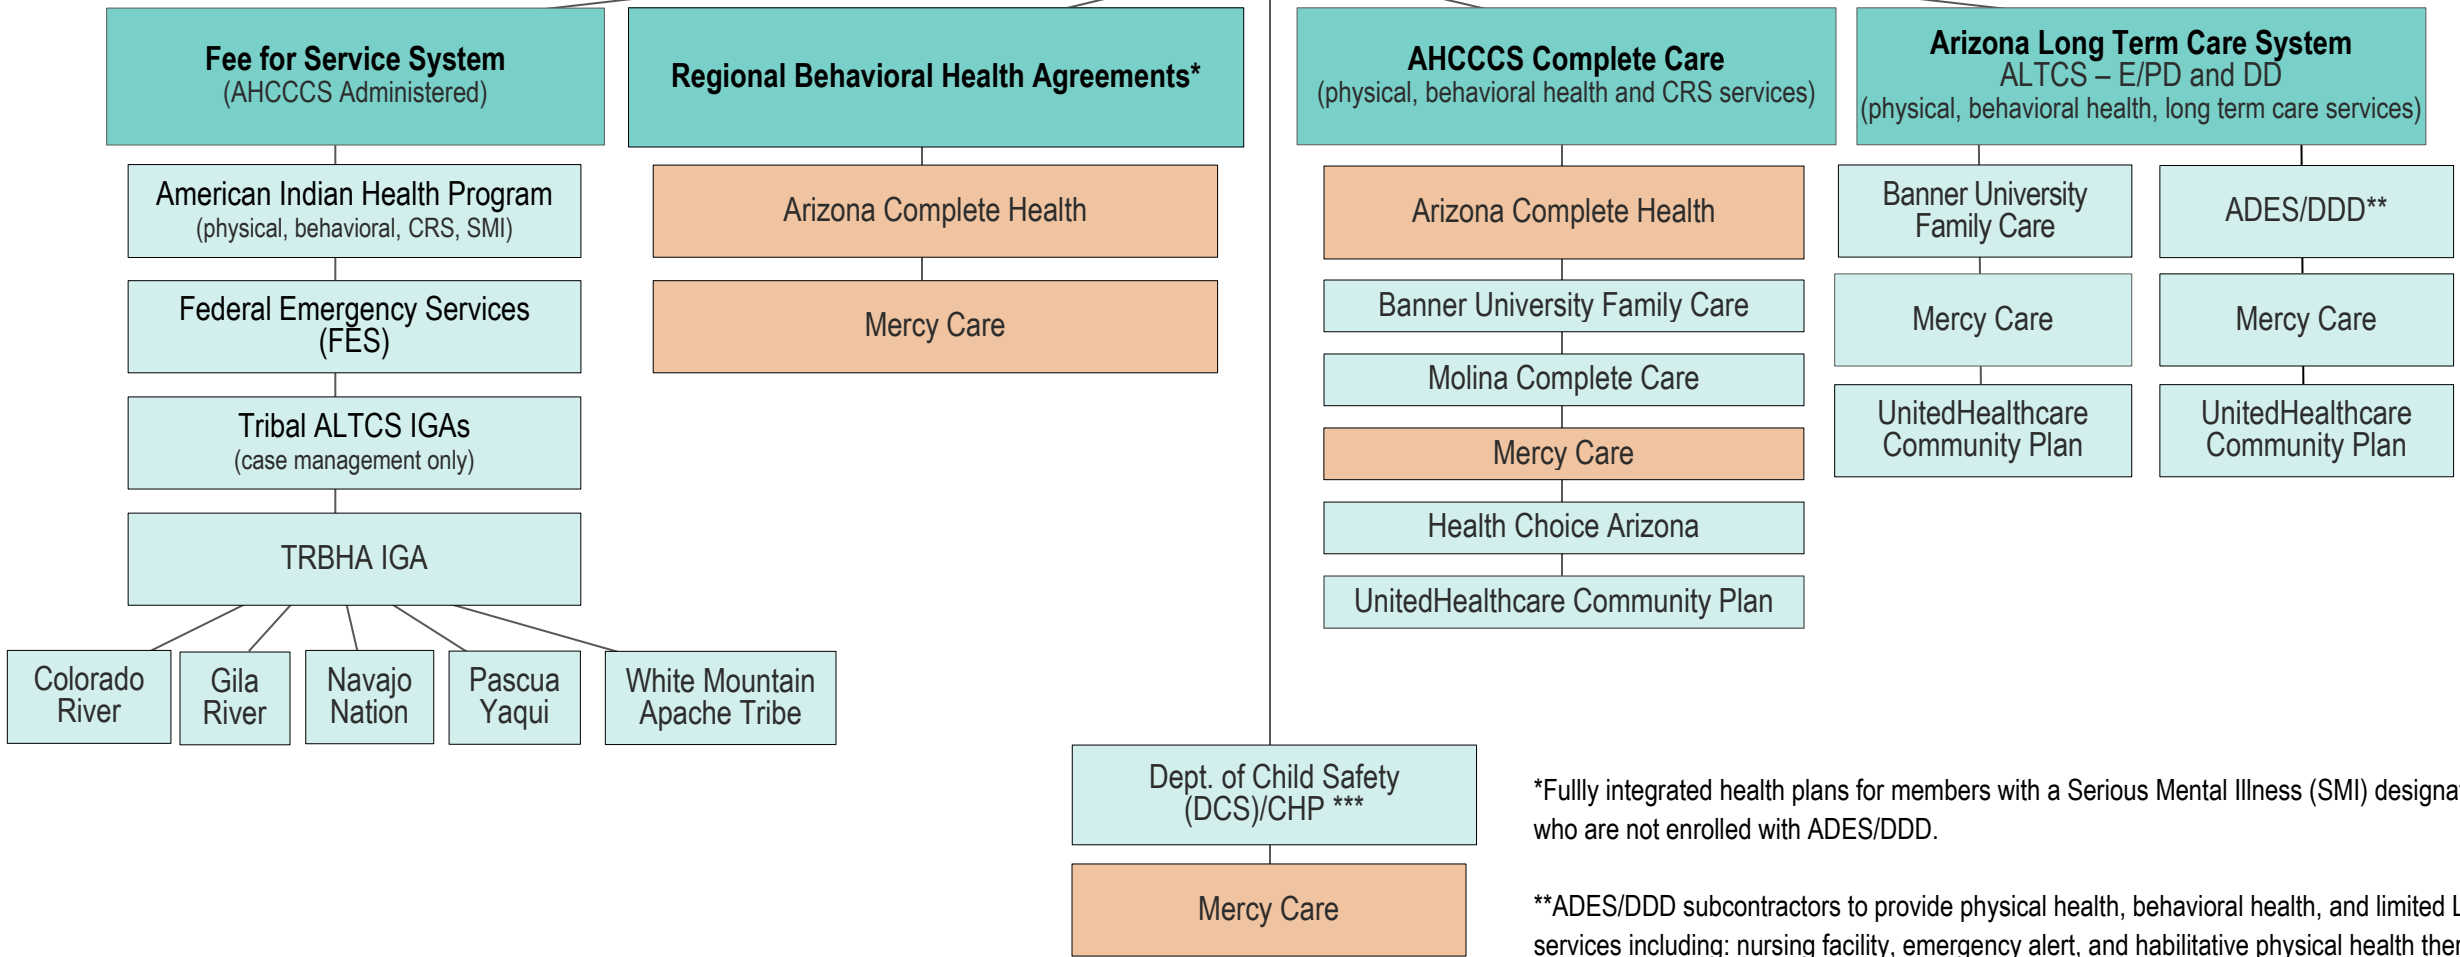 Fee for Service System
(AHCCCS Administered)
American Indian Health Program
(physical, behavioral, CRS, SMI)
Federal Emergency Services
(FES)
Tribal ALTCS IGAs
(case management only)
TRBHA IGA
Colorado
River
Gila
River
Navajo
Nation
Pascua
Yaqui
White Mountain
Apache Tribe
Regional Behavioral Health Agreements*
Arizona Complete Health
Mercy Care
Dept. of Child Safety
(DCS)/CHP ***
Mercy Care
AHCCCS Complete Care
(physical, behavioral health and CRS services)
Arizona Complete Health
Banner University Family Care
Molina Complete Care
Mercy Care
Health Choice Arizona
UnitedHealthcare Community Plan
Arizona Long Term Care System
ALTCS – E/PD and DD
(physical, behavioral health, long term care services)
Banner University
Family Care
Mercy Care
UnitedHealthcare
Community Plan
ADES/DDD**
Mercy Care
UnitedHealthcare
Community Plan
*Fullly integrated health plans for members with a Serious Mental Illness (SMI)
who are not enrolled with ADES/DDD.
**ADES/DDD subcontractors to provide physical health, behavioral health, and limited
services including: nursing facility, emergency alert, and habilitative physical health